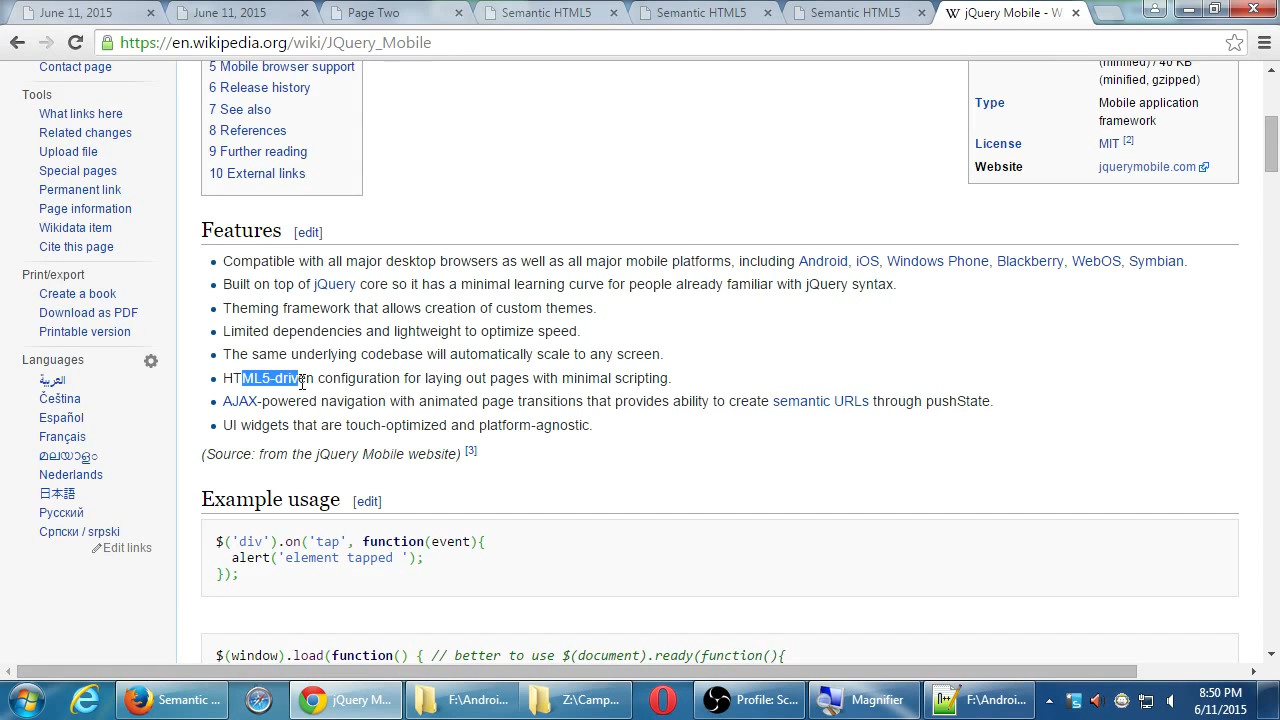 June 11, 2015
June 11, 2015
Page Two
Semantic HTML5
Semantic HTML5
Semantic HTML5
jQuery Mobile - W
https://en.wikipedia.org/wiki/JQuery_Mobile
Contact page
Tools
What links here
Related changes
Upload file
Special pages
Permanent link
Page information
Wikidata item
Cite this page
Print/export
Create a book
Download as PDF
Printable version
Languages
العربية
Čeština
Español
Français
മലയാളം
Nederlands
日本語
Русский
Српски / srpski
Edit links
5 Mobile browser support
6 Release history
7 See also
8 References
9 Further reading
10 External links
(minified) / 40 KB
(minified, gzipped)
Type Mobile application
framework
License MIT [2]
Website jquerymobile.com
Features [edit]
Compatible with all major desktop browsers as well as all major mobile platforms, including Android, iOS, Windows Phone, Blackberry, WebOS, Symbian.
Built on top of jQuery core so it has a minimal learning curve for people already familiar with jQuery syntax.
Theming framework that allows creation of custom themes.
Limited dependencies and lightweight to optimize speed.
The same underlying codebase will automatically scale to any screen.
HTML5-driven configuration for laying out pages with minimal scripting.
AJAX-powered navigation with animated page transitions that provides ability to create semantic URLs through pushState.
UI widgets that are touch-optimized and platform-agnostic.
(Source: from the jQuery Mobile website) [3]
Example usage [edit]
$('div').on('tap', function(event){
alert('element tapped ');
});
$(window).load(function() { // better to use $(document).ready(function(){
Semantic ...
jQuery M...
F:\Androi...
Z:\Camp...
Profile: Sc...
Magnifier
F:\Androi...
8:50 PM
6/11/2015